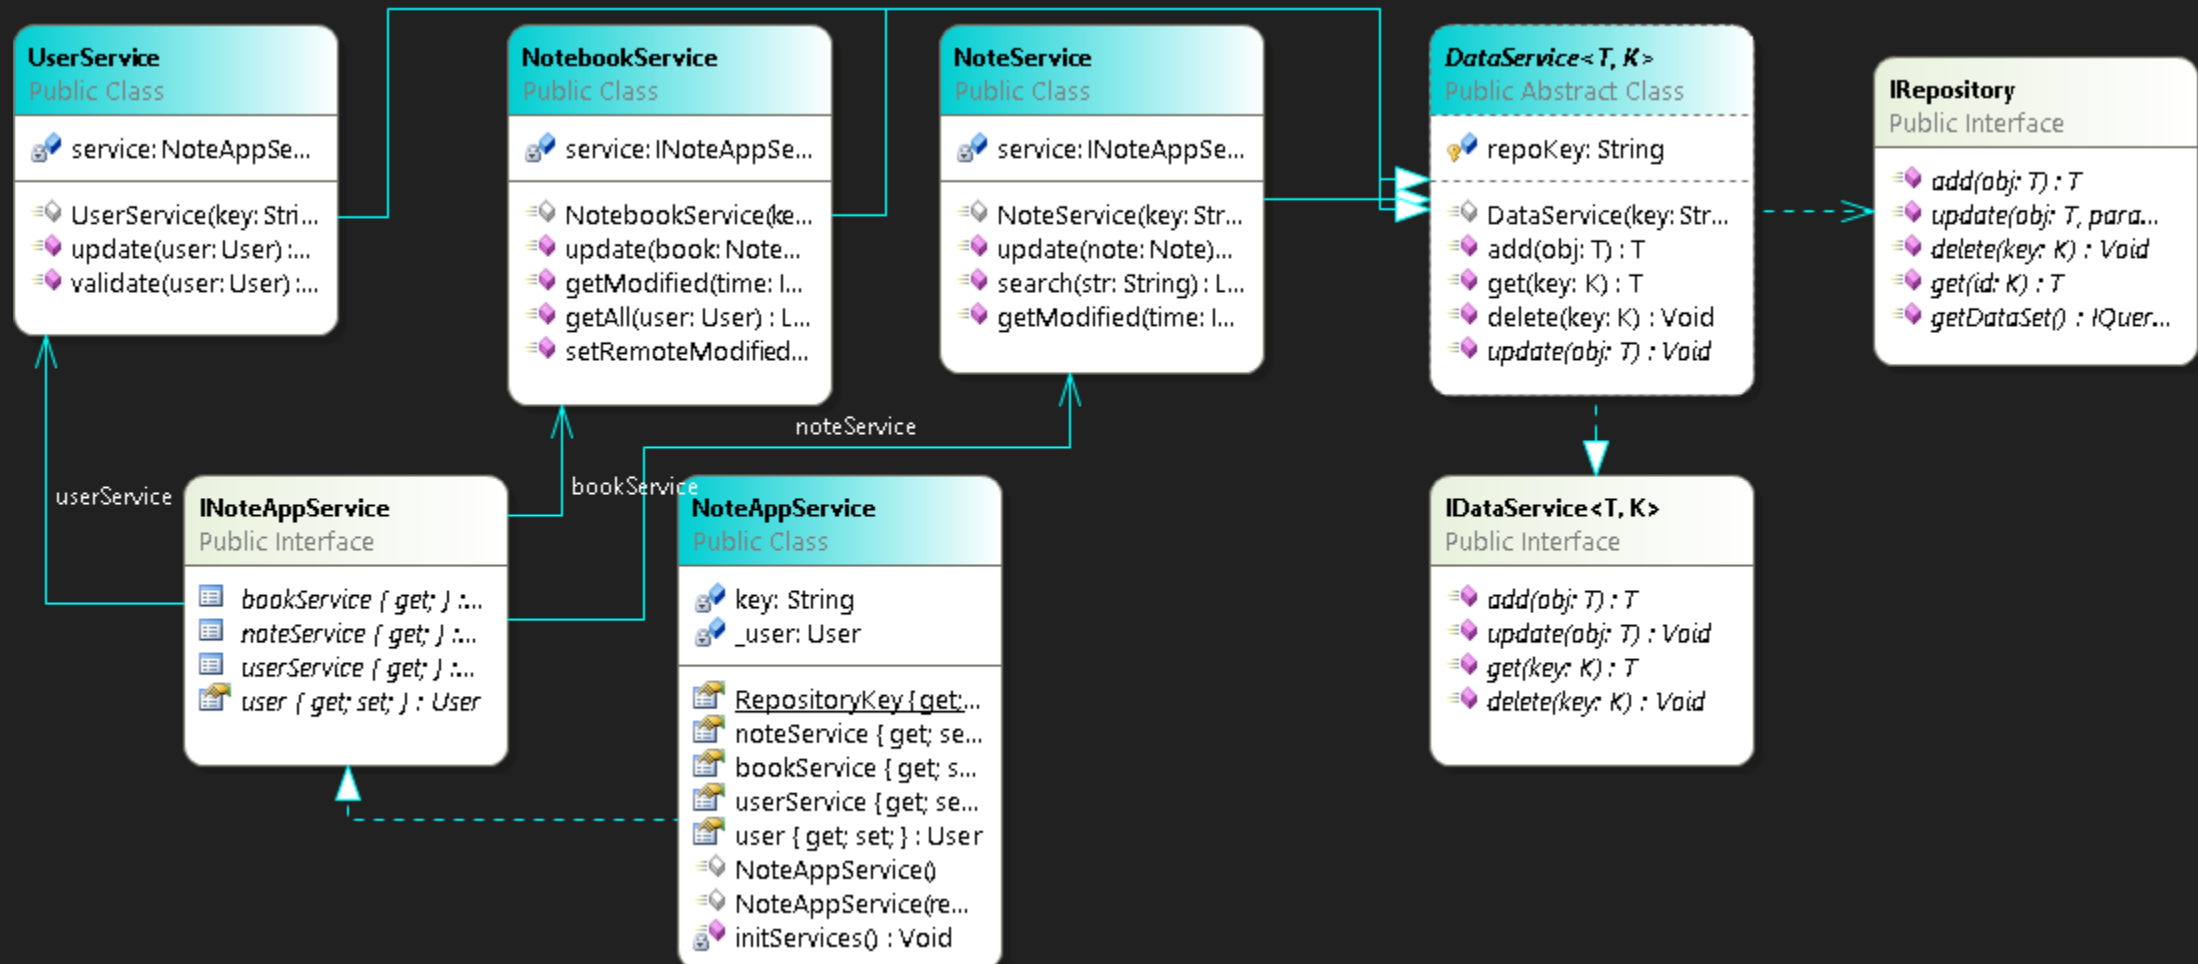 UserService
Public Class
service: NoteAppSe...
UserService(key: Stri...
update(user: User) :...
validate(user: User) :...
NotebookService
Public Class
service: INoteAppSe...
NotebookService(ke...
update(book: Note...
getModified(time: I...
getAll(user: User) : L...
setRemoteModified...
NoteService
Public Class
service: INoteAppSe...
NoteService(key: Str...
update(note: Note)...
search(str: String) : L...
getModified(time: I...
DataService<T, K>
Public Abstract Class
repoKey: String
DataService(key: Str...
add(obj: T) : T
get(key: K) : T
delete(key: K) : Void
update(obj: T) : Void
IRepository
Public Interface
add(obj: T) : T
update(obj: T, para...
delete(key: K) : Void
get(id: K) : T
getDataSet() : IQuer...
userService
bookService
noteService
INoteAppService
Public Interface
bookService { get; } :...
noteService { get; } :...
userService { get; } :...
user { get; set; } : User
NoteAppService
Public Class
key: String
_user: User
RepositoryKey { get;...
noteService { get; se...
bookService { get; s...
userService { get; se...
user { get; set; } : User
NoteAppService()
NoteAppService(re...
initServices() : Void
IDataService<T, K>
Public Interface
add(obj: T) : T
update(obj: T) : Void
get(key: K) : T
delete(key: K) : Void